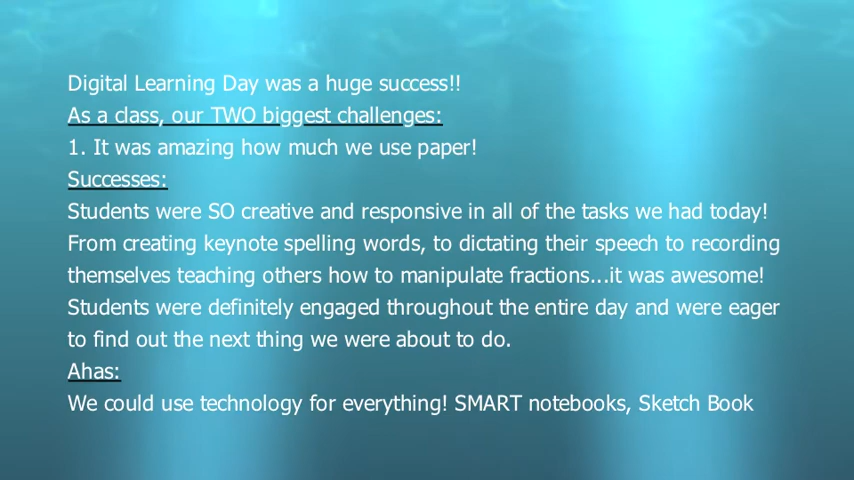 Digital Learning Day was a huge success!!
As a class, our TWO biggest challenges:
1. It was amazing how much we use paper!
Successes:
Students were SO creative and responsive in all of the tasks we had today!
From creating keynote spelling words, to dictating their speech to recording
themselves teaching others how to manipulate fractions...it was awesome!
Students were definitely engaged throughout the entire day and were eager
to find out the next thing we were about to do.
Ahas:
We could use technology for everything! SMART notebooks, Sketch Book